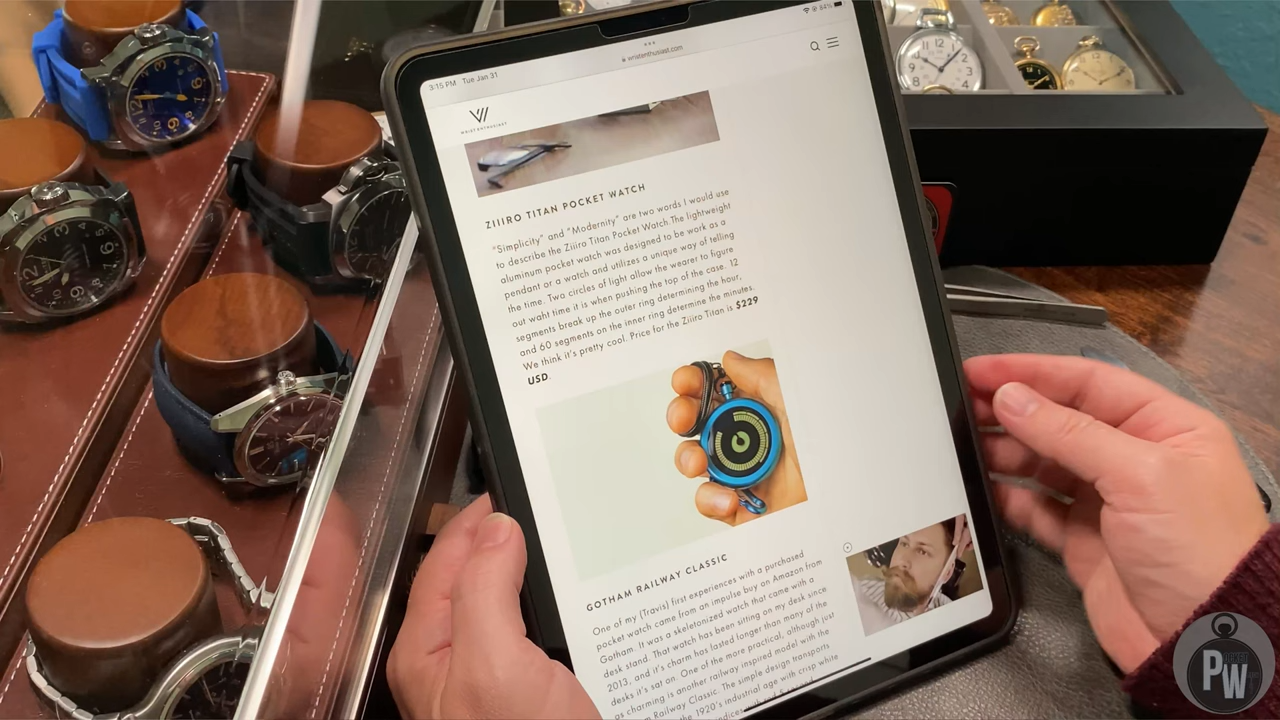 3:15 PM Tue Jan 31
wristenthusiast.com
84%
WRIST ENTHUSIAST
ZIIIRO TITAN POCKET WATCH
“Simplicity” and “Modernity” are two words I would use
to describe the Ziiiro Titan Pocket Watch.The lightweight
aluminum pocket watch was designed to be work as a
pendant or a watch and utilizes a unique way of telling
the time. Two circles of light allow the wearer to figure
out waht time it is when pushing the top of the case. 12
segments break up the outer ring determining the hour,
and 60 segments on the inner ring determine the minutes.
We think it's pretty cool. Price for the Ziiiro Titan is $229
USD.
GOTHAM RAILWAY CLASSIC
One of my (Travis) first experiences with a purchased
pocket watch came from an impulse buy on Amazon from
Gotham. It was a skeletonized watch that came with a
desk stand. That watch has been sitting on my desk since
2013, and it's charm has lasted longer than many of the
desks it's sat on. One of the more practical, although just
as charming is another railway inspired model with the
Railway Classic. The simple design transports
the 1920's industrial age with crisp white
PW